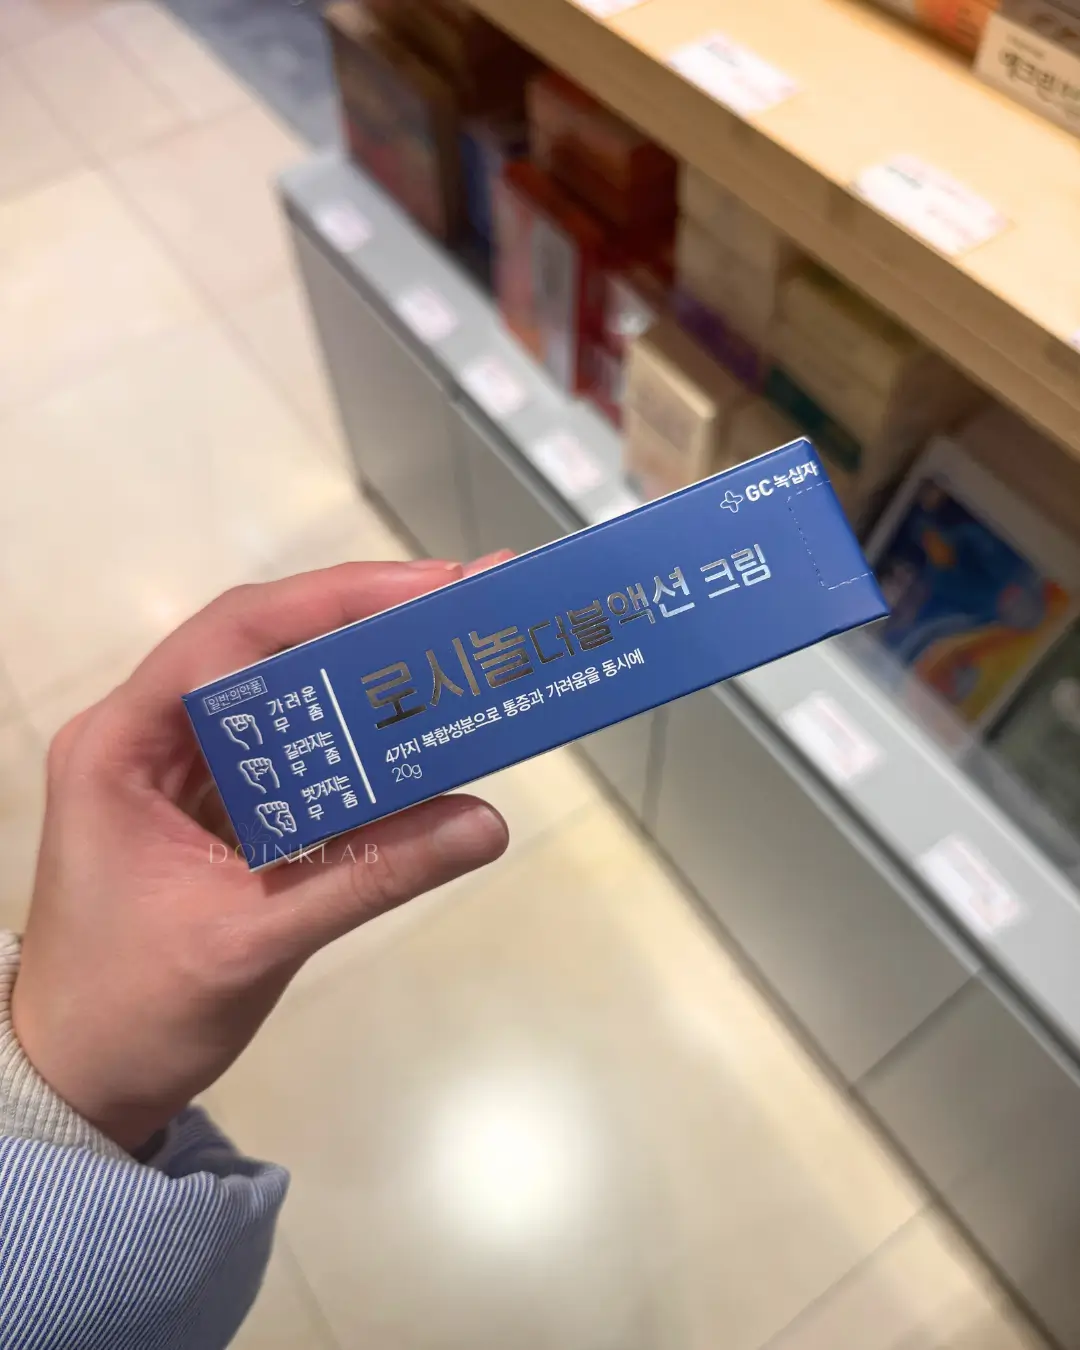 GC녹십자
로시놀더블액션 크림
4가지 복합성분으로 통증과 가려움을 동시에
20g
일반의약품
가려운
무 좀
갈라지는
무 좀
벗겨지는
무 좀
DOINKLAB